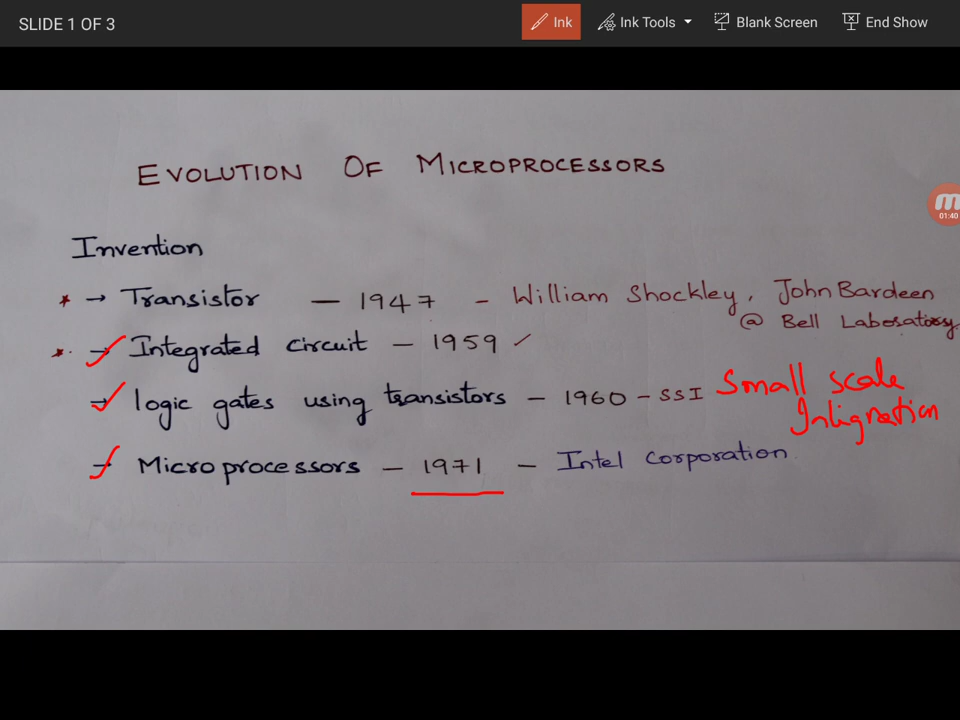 SLIDE 1 OF 3
Ink
Ink Tools
Blank Screen
End Show
EVOLUTION OF MICROPROCESSORS
Invention
→ Transistor — 1947 - William Shockley, John Bardeen
@ Bell Laboratory
→ Integrated circuit — 1959
→ logic gates using transistors — 1960 - SSI Small scale
Intigration
→ Microprocessors — 1971 — Intel Corporation.
01:40